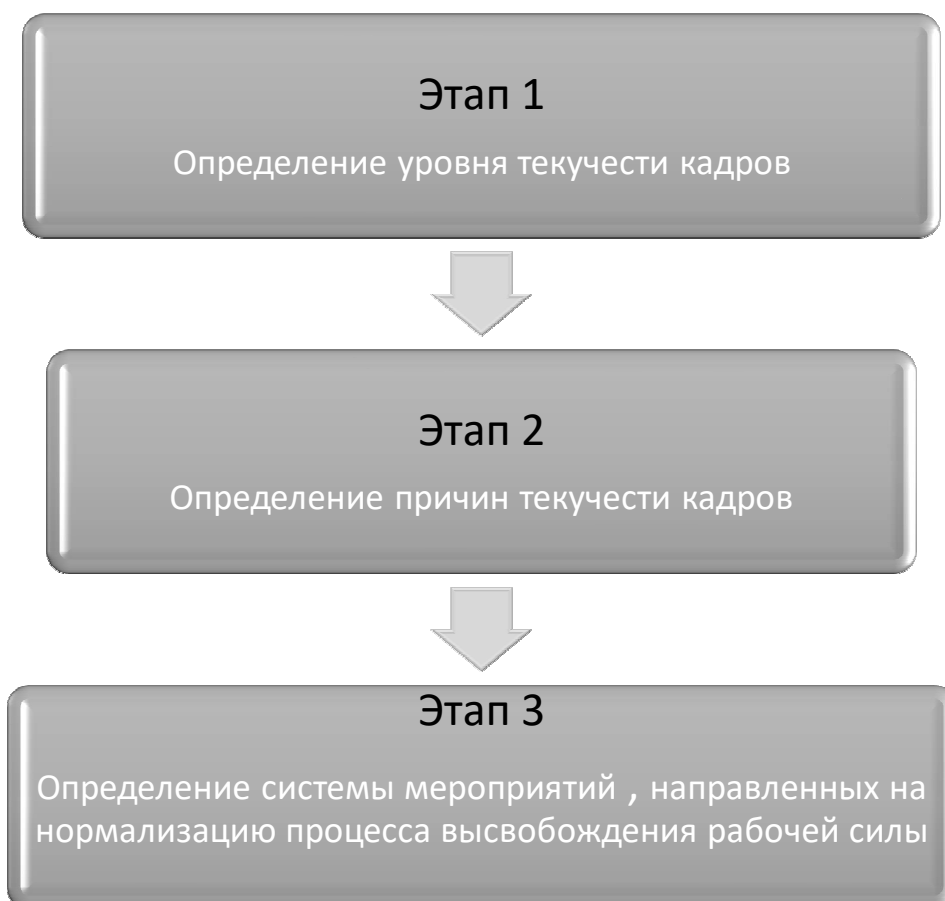 Этап 1
Определение уровня текучести кадров
Этап 2
Определение причин текучести кадров
Этап 3
Определение системы мероприятий , направленных на
нормализацию процесса высвобождения рабочей силы